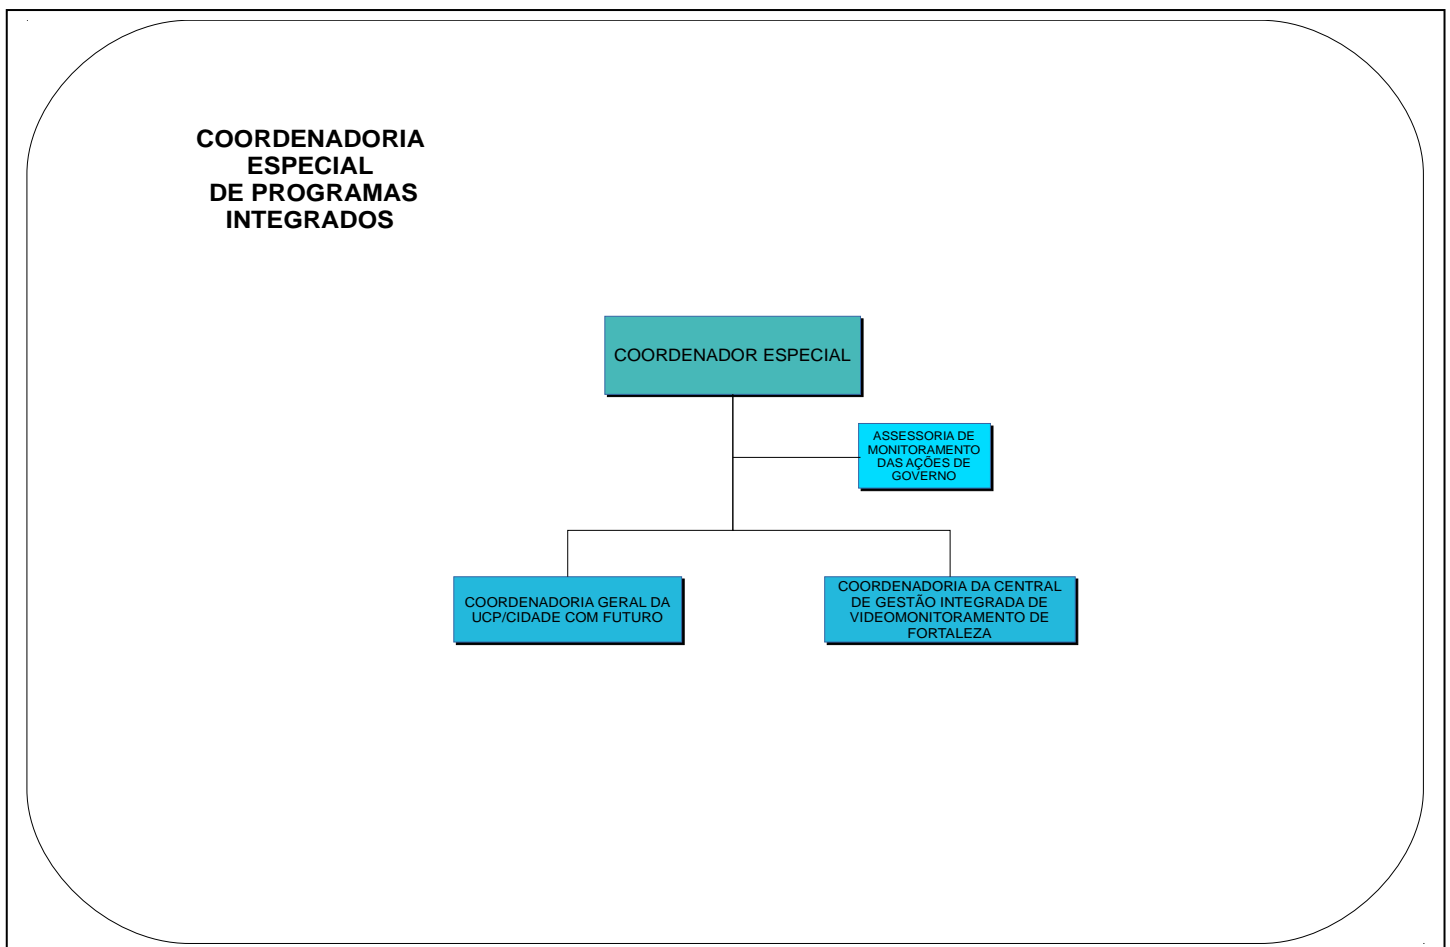 COORDENADORIA
ESPECIAL
DE PROGRAMAS
INTEGRADOS
COORDENADOR ESPECIAL
ASSESSORIA DE
MONITORAMENTO
DAS AÇÕES DE
GOVERNO
COORDENADORIA GERAL DA
UCP/CIDADE COM FUTURO
COORDENADORIA DA CENTRAL
DE GESTÃO INTEGRADA DE
VIDEOMONITORAMENTO DE
FORTALEZA